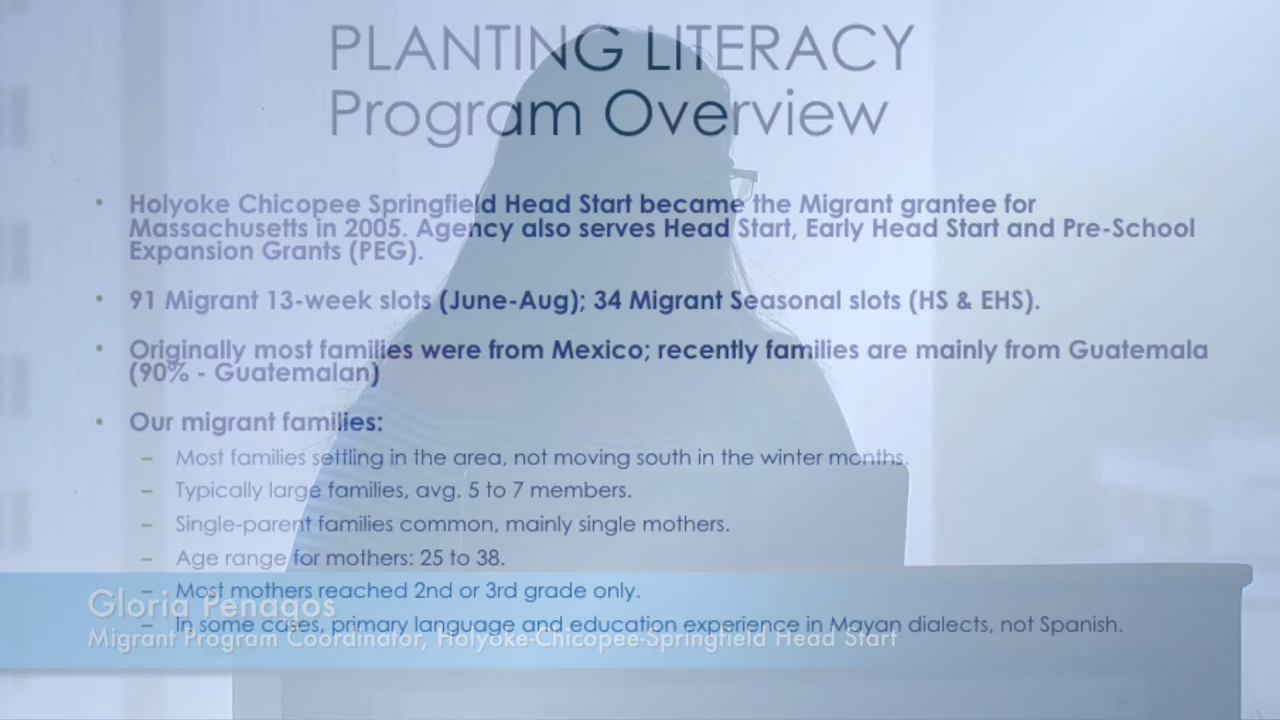 PLANTING LITERACY
Program Overview
• Holyoke Chicopee Springfield Head Start became the Migrant grantee for
Massachusetts in 2005. Agency also serves Head Start, Early Head Start and Pre-School
Expansion Grants (PEG).
• 91 Migrant 13-week slots (June-Aug); 34 Migrant Seasonal slots (HS & EHS).
• Originally most families were from Mexico; recently families are mainly from Guatemala
(90% - Guatemalan)
• Our migrant families:
– Most families settling in the area, not moving south in the winter months.
– Typically large families, avg. 5 to 7 members.
– Single-parent families common, mainly single mothers.
– Age range for mothers: 25 to 38.
– Most mothers reached 2nd or 3rd grade only.
Gloria Penagos
– In some cases, primary language and education experience in Mayan dialects, not Spanish.
Migrant Program Coordinator, Holyoke-Chicopee-Springfield Head Start